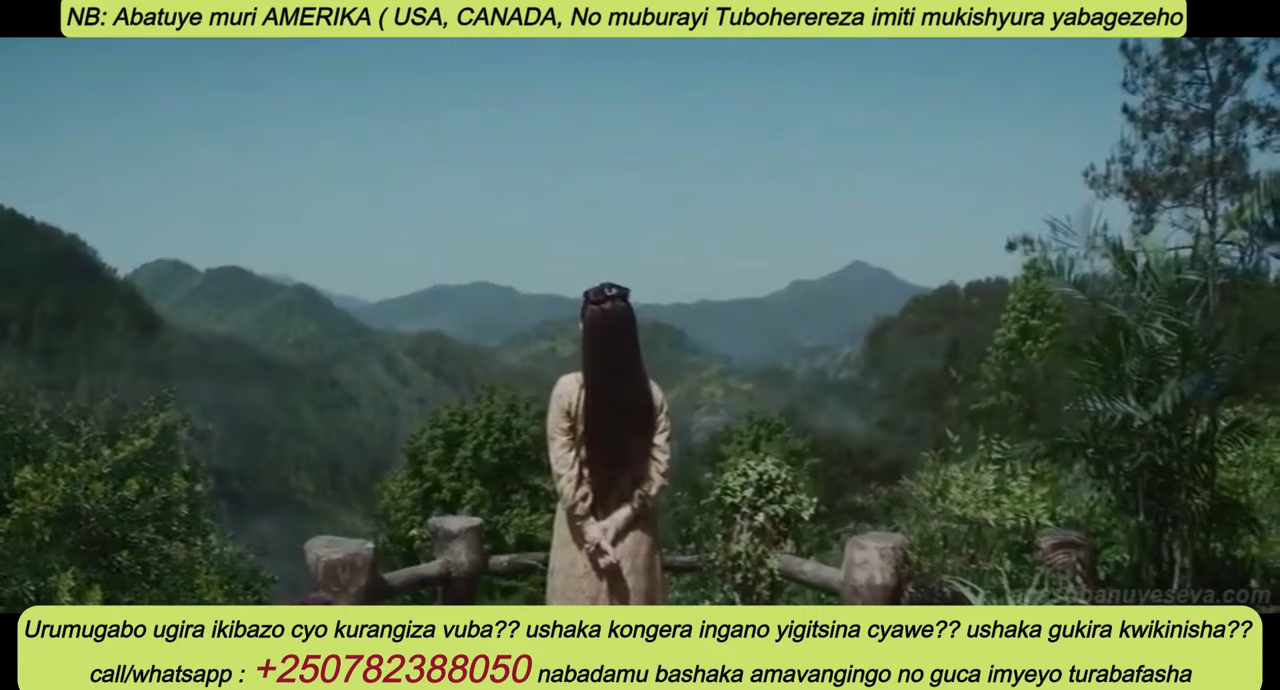 NB: Abatuye muri AMERIKA ( USA, CANADA, No muburayi Tuboherereza imiti mukishyura yabagezeho
Urumugabo ugira ikibazo cyo kurangiza vuba?? ushaka kongera ingano yigitsina cyawe?? ushaka gukira kwikinisha??
call/whatsapp : +250782388050 nabadamu bashaka amavangingo no guca imyeyo turabafasha